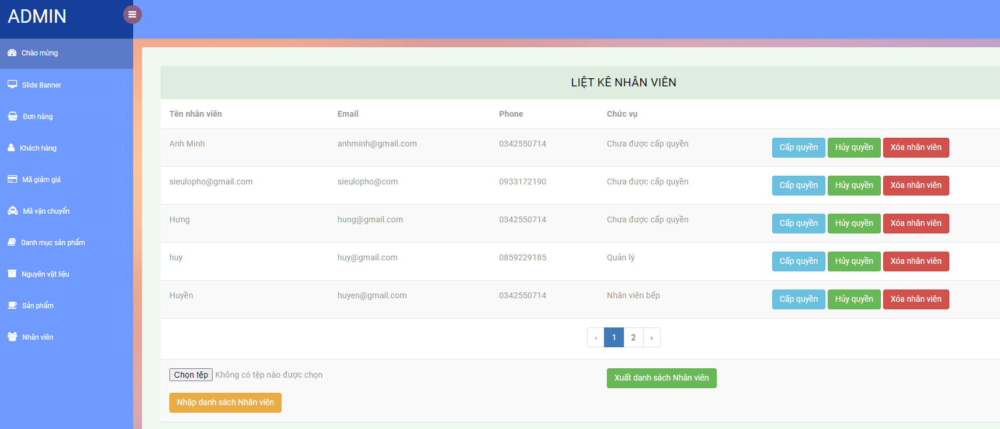 ADMIN
Chào mừng
Slide Banner
Đơn hàng
Khách hàng
Mã giảm giá
Mã vận chuyển
Danh mục sản phẩm
Nguyên vật liệu
Sản phẩm
Nhân viên
LIỆT KÊ NHÂN VIÊN
Tên nhân viên Email Phone Chức vụ
Anh Minh anhminh@gmail.com 0342550714 Chưa được cấp quyền Cấp quyền Hủy quyền Xóa nhân viên
sieulopho@gmail.com sieulopho@com 0933172190 Chưa được cấp quyền Cấp quyền Hủy quyền Xóa nhân viên
Hưng hung@gmail.com 0342550714 Chưa được cấp quyền Cấp quyền Hủy quyền Xóa nhân viên
huy huy@gmail.com 0859229185 Quản lý Cấp quyền Hủy quyền Xóa nhân viên
Huyền huyen@gmail.com 0342550714 Nhân viên bếp Cấp quyền Hủy quyền Xóa nhân viên
‹ 1 2 ›
Chọn tệp Không có tệp nào được chọn Xuất danh sách Nhân viên
Nhập danh sách Nhân viên